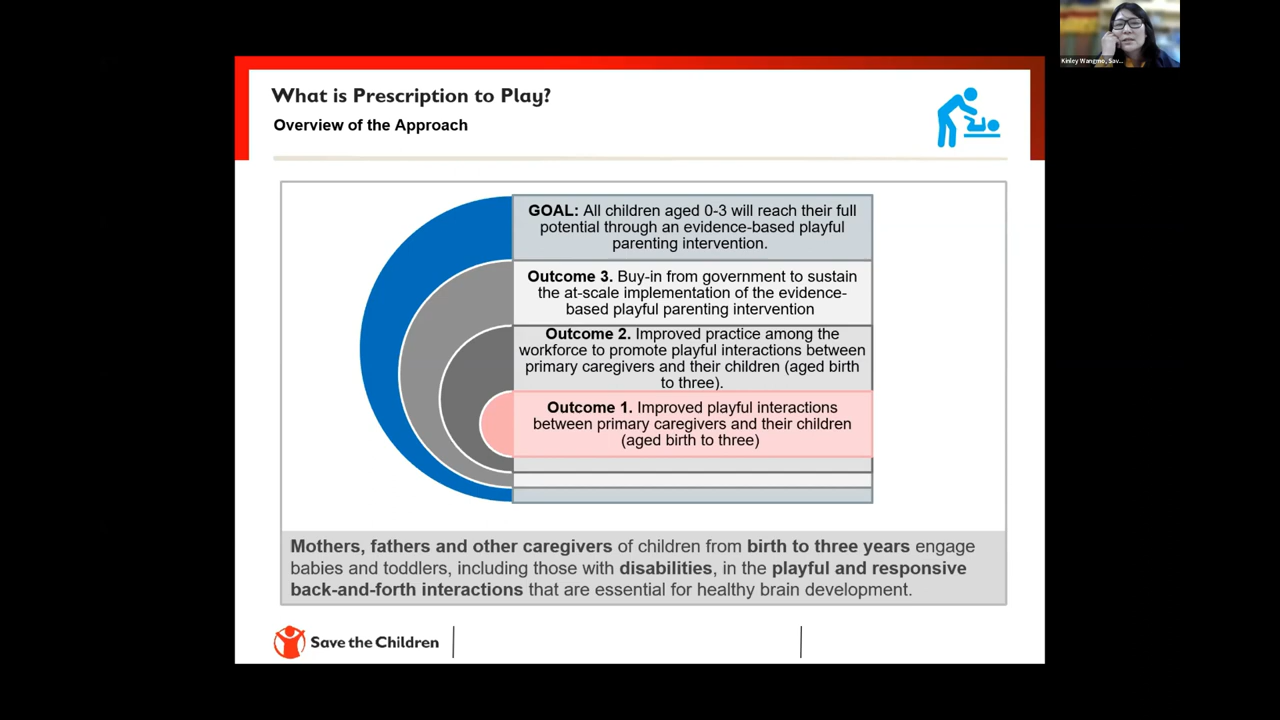 Kinley Wangmo, Sav...
What is Prescription to Play?
Overview of the Approach
GOAL: All children aged 0-3 will reach their full
potential through an evidence-based playful
parenting intervention.
Outcome 3. Buy-in from government to sustain
the at-scale implementation of the evidence-
based playful parenting intervention
Outcome 2. Improved practice among the
workforce to promote playful interactions between
primary caregivers and their children (aged birth
to three).
Outcome 1. Improved playful interactions
between primary caregivers and their children
(aged birth to three)
Mothers, fathers and other caregivers of children from birth to three years engage
babies and toddlers, including those with disabilities, in the playful and responsive
back-and-forth interactions that are essential for healthy brain development.
Save the Children